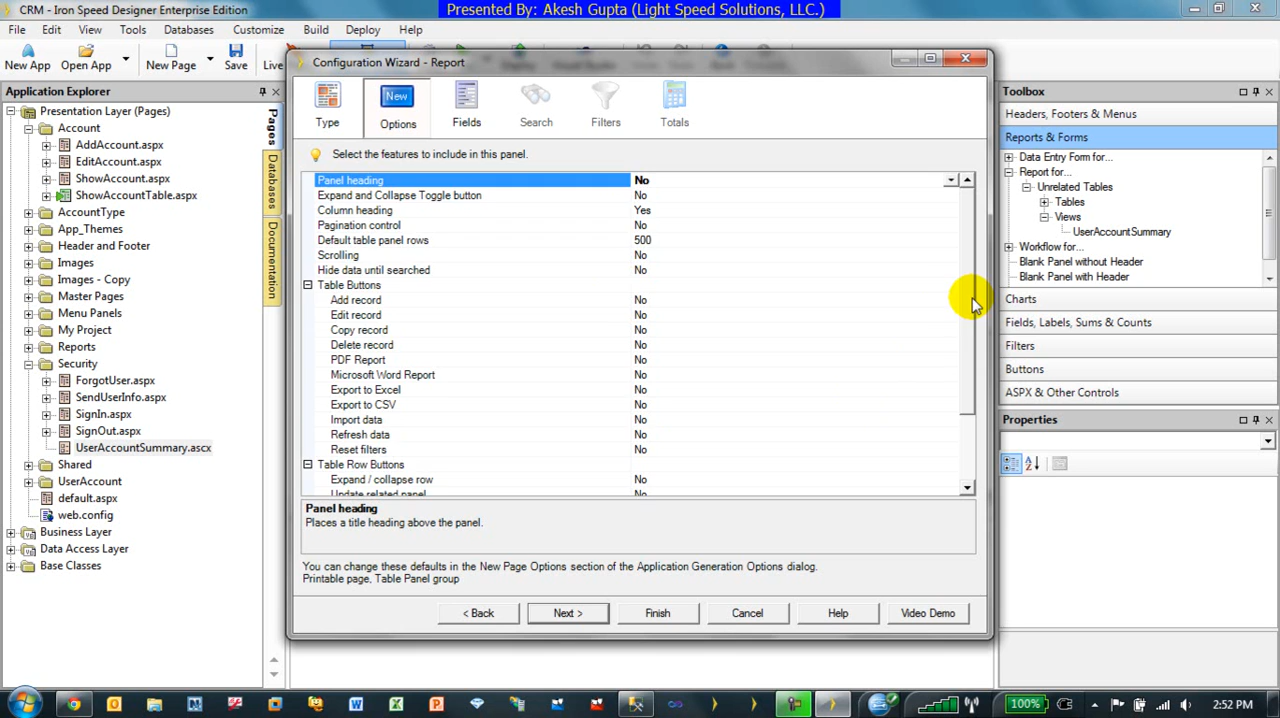 CRM - Iron Speed Designer Enterprise Edition
Presented By: Akesh Gupta (Light Speed Solutions, LLC.)
File Edit View Tools Databases Customize Build Deploy Help
New App Open App New Page Save Live
Application Explorer
Presentation Layer (Pages)
Account
AddAccount.aspx
EditAccount.aspx
ShowAccount.aspx
ShowAccountTable.aspx
AccountType
App_Themes
Header and Footer
Images
Images - Copy
Master Pages
Menu Panels
My Project
Reports
Security
ForgotUser.aspx
SendUserInfo.aspx
SignIn.aspx
SignOut.aspx
UserAccountSummary.ascx
Shared
UserAccount
default.aspx
web.config
Business Layer
Data Access Layer
Base Classes
Pages
Databases
Documentation
Configuration Wizard - Report
New
Type Options Fields Search Filters Totals
Select the features to include in this panel.
Panel heading No
Expand and Collapse Toggle button No
Column heading Yes
Pagination control No
Default table panel rows 500
Scrolling No
Hide data until searched No
Table Buttons
Add record No
Edit record No
Copy record No
Delete record No
PDF Report No
Microsoft Word Report No
Export to Excel No
Export to CSV No
Import data No
Refresh data No
Reset filters No
Table Row Buttons
Expand / collapse row No
Update related panel No
Panel heading
Places a title heading above the panel.
You can change these defaults in the New Page Options section of the Application Generation Options dialog.
Printable page, Table Panel group
< Back Next > Finish Cancel Help Video Demo
Toolbox
Headers, Footers & Menus
Reports & Forms
Data Entry Form for...
Report for...
Unrelated Tables
Tables
Views
UserAccountSummary
Workflow for...
Blank Panel without Header
Blank Panel with Header
Charts
Fields, Labels, Sums & Counts
Filters
Buttons
ASPX & Other Controls
Properties
100% 2:52 PM